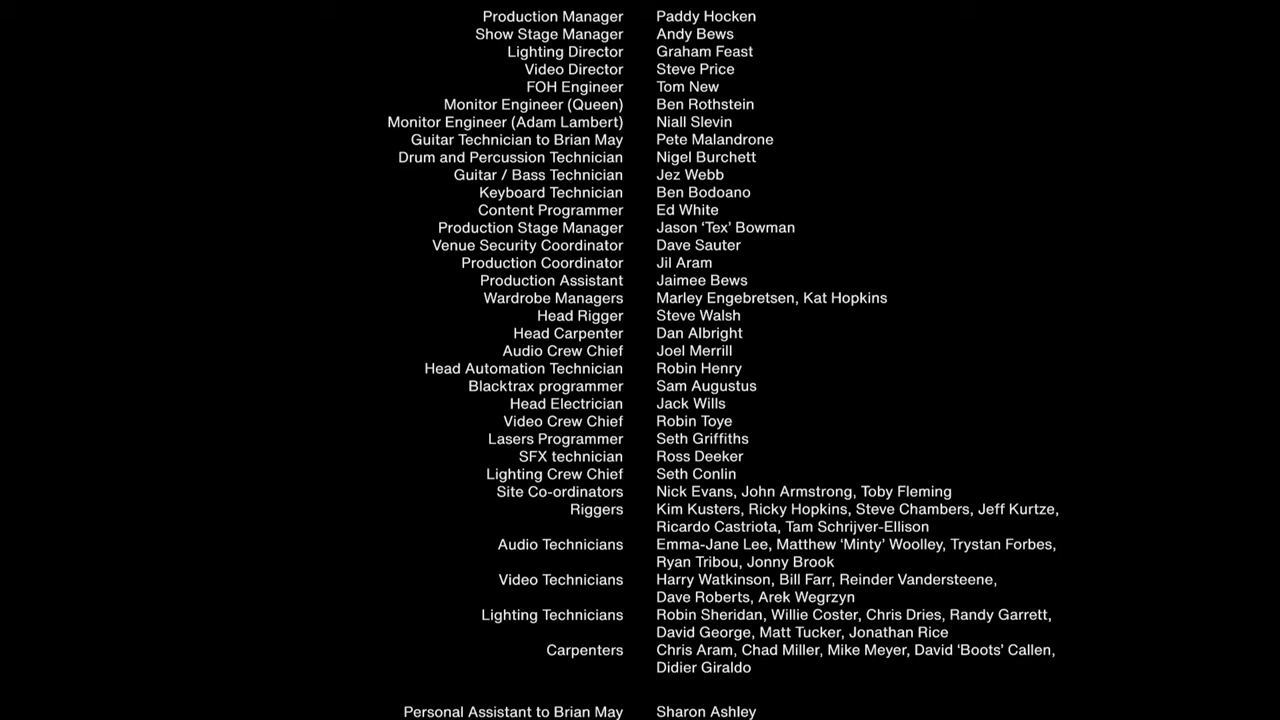 Production Manager Paddy Hocken
Show Stage Manager Andy Bews
Lighting Director Graham Feast
Video Director Steve Price
FOH Engineer Tom New
Monitor Engineer (Queen) Ben Rothstein
Monitor Engineer (Adam Lambert) Niall Slevin
Guitar Technician to Brian May Pete Malandrone
Drum and Percussion Technician Nigel Burchett
Guitar / Bass Technician Jez Webb
Keyboard Technician Ben Bodoano
Content Programmer Ed White
Production Stage Manager Jason ‘Tex’ Bowman
Venue Security Coordinator Dave Sauter
Production Coordinator Jil Aram
Production Assistant Jaimee Bews
Wardrobe Managers Marley Engebretsen, Kat Hopkins
Head Rigger Steve Walsh
Head Carpenter Dan Albright
Audio Crew Chief Joel Merrill
Head Automation Technician Robin Henry
Blacktrax programmer Sam Augustus
Head Electrician Jack Wills
Video Crew Chief Robin Toye
Lasers Programmer Seth Griffiths
SFX technician Ross Deeker
Lighting Crew Chief Seth Conlin
Site Co-ordinators Nick Evans, John Armstrong, Toby Fleming
Riggers Kim Kusters, Ricky Hopkins, Steve Chambers, Jeff Kurtze,
Ricardo Castriota, Tam Schrijver-Ellison
Audio Technicians Emma-Jane Lee, Matthew ‘Minty’ Woolley, Trystan Forbes,
Ryan Tribou, Jonny Brook
Video Technicians Harry Watkinson, Bill Farr, Reinder Vandersteene,
Dave Roberts, Arek Wegrzyn
Lighting Technicians Robin Sheridan, Willie Coster, Chris Dries, Randy Garrett,
David George, Matt Tucker, Jonathan Rice
Carpenters Chris Aram, Chad Miller, Mike Meyer, David ‘Boots’ Callen,
Didier Giraldo
Personal Assistant to Brian May Sharon Ashley